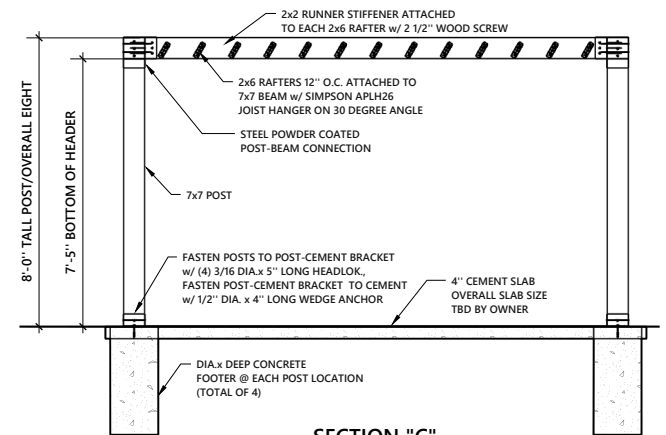 2x2 RUNNER STIFFENER ATTACHED
TO EACH 2x6 RAFTER w/ 2 1/2" WOOD SCREW
2x6 RAFTERS 12" O.C. ATTACHED TO
7x7 BEAM w/ SIMPSON APLH26
JOIST HANGER ON 30 DEGREE ANGLE
STEEL POWDER COATED
POST-BEAM CONNECTION
8'-0" TALL POST/OVERALL EIGHT
7'-5" BOTTOM OF HEADER
7x7 POST
FASTEN POSTS TO POST-CEMENT BRACKET
w/ (4) 3/16 DIA.x 5" LONG HEADLOK.,
FASTEN POST-CEMENT BRACKET TO CEMENT
w/ 1/2" DIA. x 4" LONG WEDGE ANCHOR
4" CEMENT SLAB
OVERALL SLAB SIZE
TBD BY OWNER
DIA.x DEEP CONCRETE
FOOTER @ EACH POST LOCATION
(TOTAL OF 4)
SECTION "C"